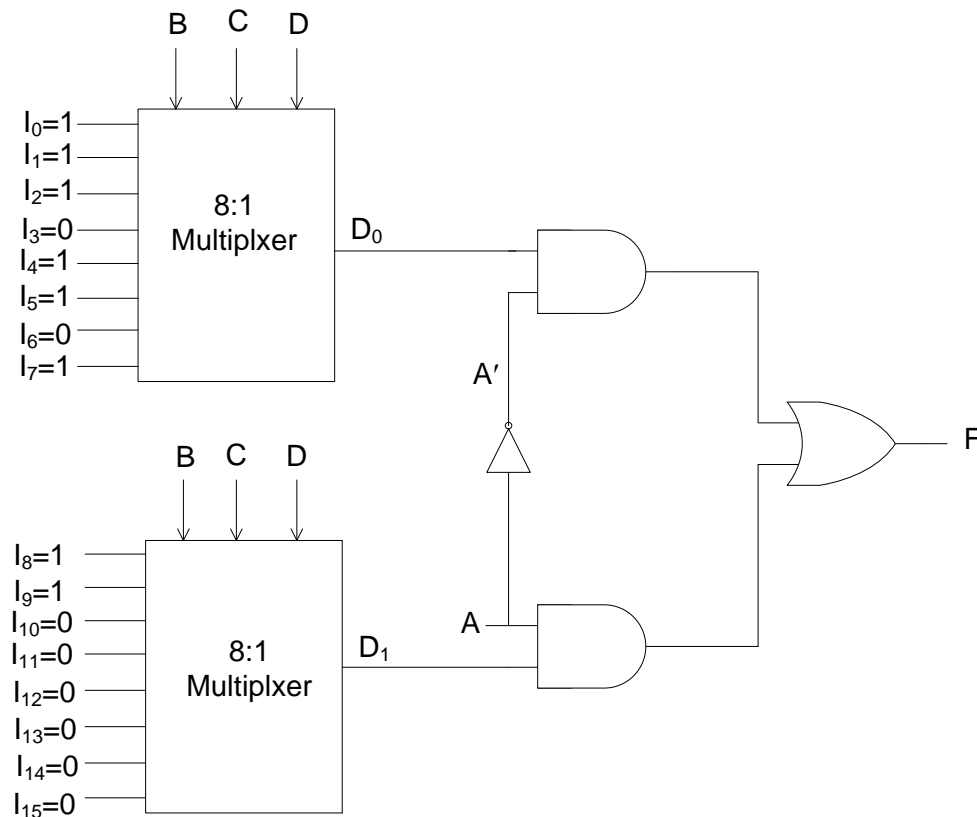 B C D
I₀=1
I₁=1
I₂=1
I₃=0
I₄=1
I₅=1
I₆=0
I₇=1
8:1
Multiplxer
D₀
A′
F
B C D
I₈=1
I₉=1
I₁₀=0
I₁₁=0
I₁₂=0
I₁₃=0
I₁₄=0
I₁₅=0
8:1
Multiplxer
D₁
A